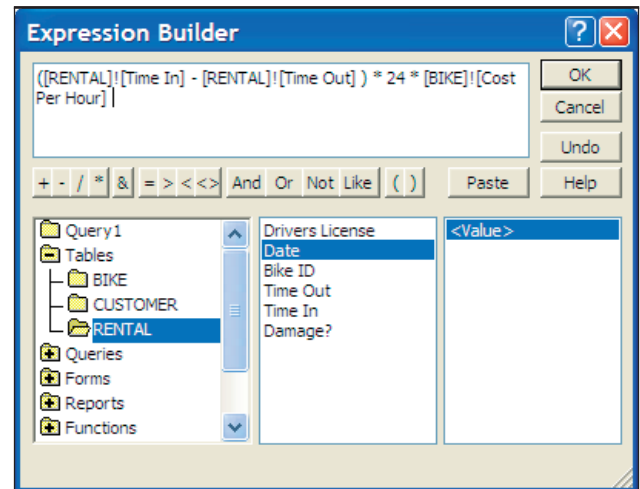 Expression Builder
([RENTAL]![Time In] - [RENTAL]![Time Out] ) * 24 * [BIKE]![Cost
Per Hour]
OK
Cancel
Undo
+ - / * & = > < <> And Or Not Like ( ) Paste Help
Query1
Tables
BIKE
CUSTOMER
RENTAL
Queries
Forms
Reports
Functions
Drivers License
Date
Bike ID
Time Out
Time In
Damage?
<Value>